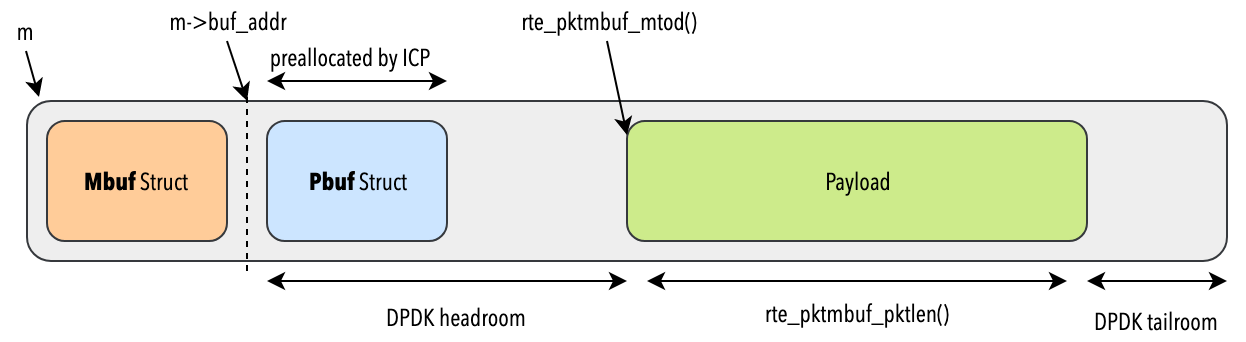 m
m->buf_addr
rte_pktmbuf_mtod()
preallocated by ICP
Mbuf Struct
Pbuf Struct
Payload
DPDK headroom
rte_pktmbuf_pktlen()
DPDK tailroom